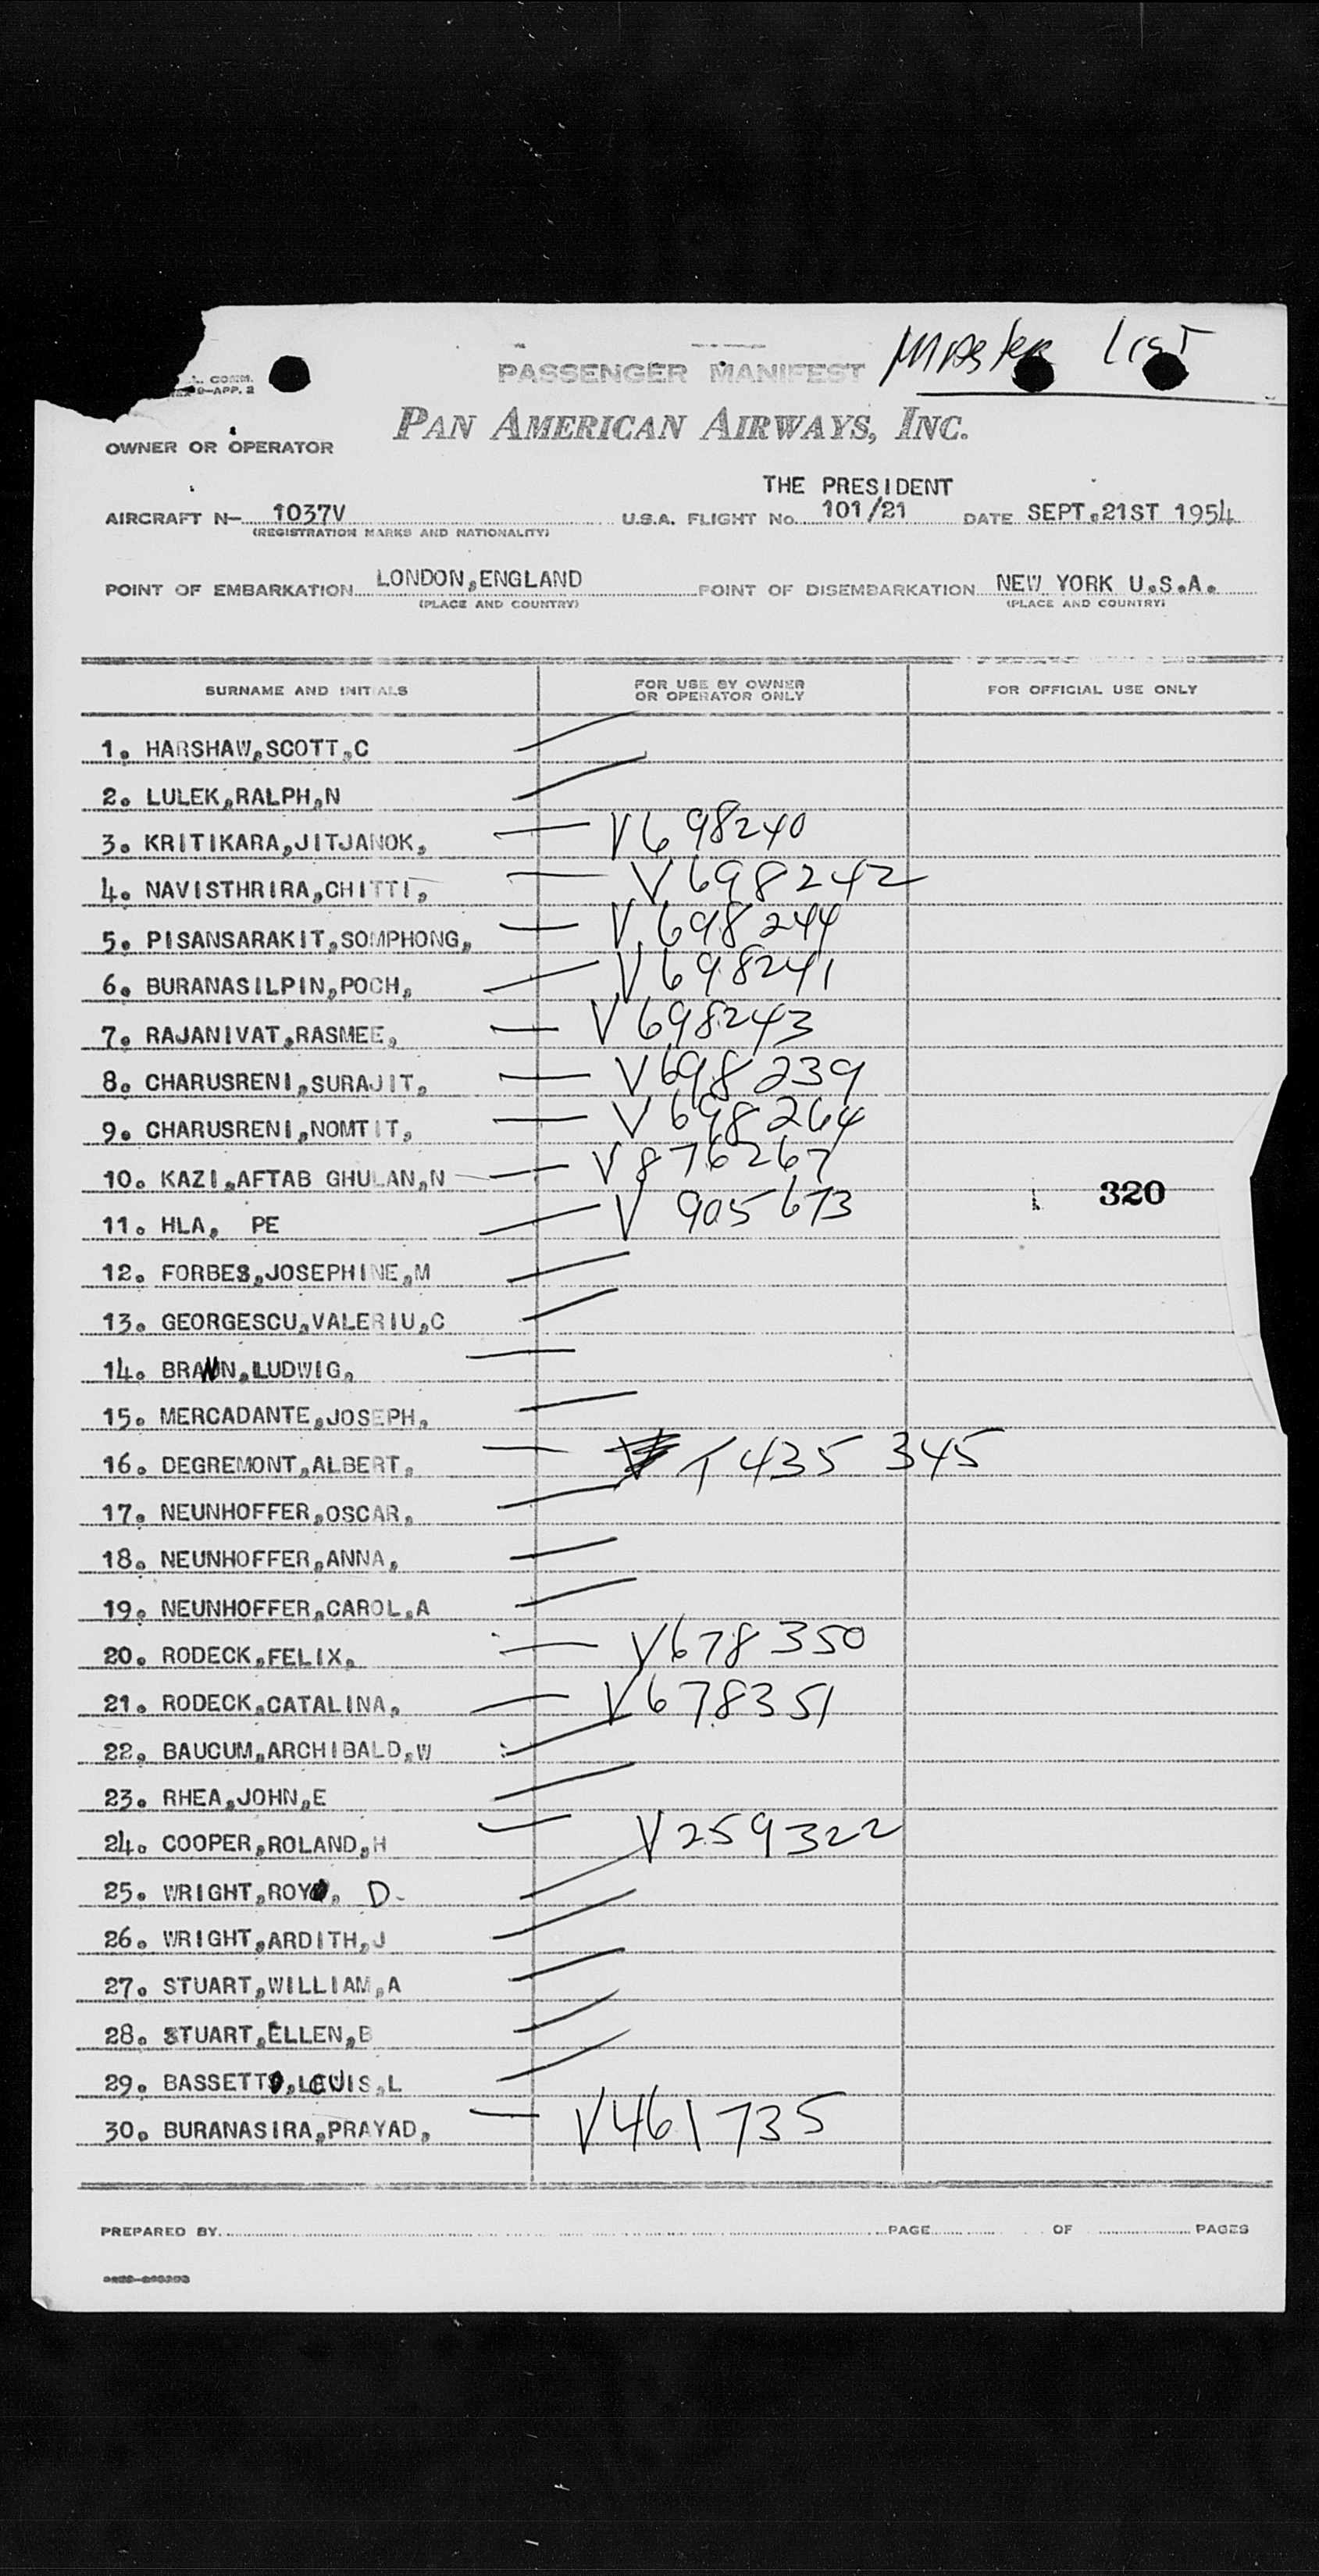 Master List
L. COMM.
9-APP. 2
PASSENGER MANIFEST
PAN AMERICAN AIRWAYS, INC.
OWNER OR OPERATOR
THE PRESIDENT
AIRCRAFT N- 1037V U.S.A. FLIGHT No. 101/21 DATE SEPT.21ST 1954
(REGISTRATION MARKS AND NATIONALITY)
POINT OF EMBARKATION LONDON,ENGLAND POINT OF DISEMBARKATION NEW YORK U.S.A.
(PLACE AND COUNTRY) (PLACE AND COUNTRY)
SURNAME AND INITIALS FOR USE BY OWNER OR OPERATOR ONLY FOR OFFICIAL USE ONLY
1. HARSHAW,SCOTT,C
2. LULEK,RALPH,N
3. KRITIKARA,JITJANOK, V698240
4. NAVISTHRIRA,CHITTI, V698242
5. PISANSARAKIT,SOMPHONG, V698244
6. BURANASILPIN,POCH, V698241
7. RAJANIVAT,RASMEE, V698243
8. CHARUSRENI,SURAJIT, V698239
9. CHARUSRENI,NOMTIT, V698264
10. KAZI,AFTAB GHULAN,N V876267
11. HLA, PE V 905673 320
12. FORBES,JOSEPHINE,M
13. GEORGESCU,VALERIU,C
14. BRAUN,LUDWIG,
15. MERCADANTE,JOSEPH,
16. DEGREMONT,ALBERT, T435 345
17. NEUNHOFFER,OSCAR,
18. NEUNHOFFER,ANNA,
19. NEUNHOFFER,CAROL,A
20. RODECK,FELIX, V678350
21. RODECK,CATALINA, V678351
22. BAUCUM,ARCHIBALD,W
23. RHEA,JOHN,E
24. COOPER,ROLAND,H V259322
25. WRIGHT,ROY, D.
26. WRIGHT,ARDITH,J
27. STUART,WILLIAM,A
28. STUART,ELLEN,B
29. BASSETT,LOUIS,L
30. BURANASIRA,PRAYAD, V461735
PREPARED BY PAGE OF PAGES